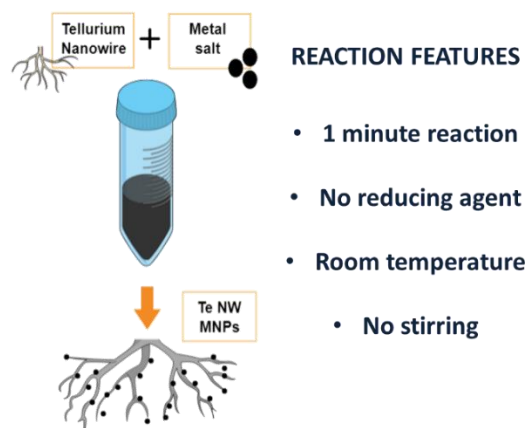 Tellurium
Nanowire
+
Metal
salt
REACTION FEATURES
• 1 minute reaction
• No reducing agent
• Room temperature
• No stirring
Te NW
MNPs